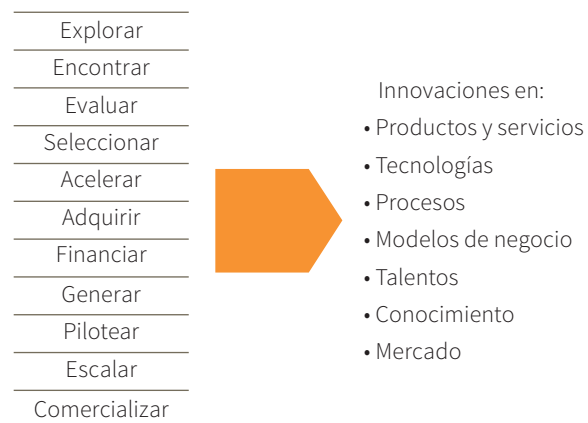 Explorar
Encontrar
Evaluar
Seleccionar
Acelerar
Adquirir
Financiar
Generar
Pilotear
Escalar
Comercializar
Innovaciones en:
• Productos y servicios
• Tecnologías
• Procesos
• Modelos de negocio
• Talentos
• Conocimiento
• Mercado